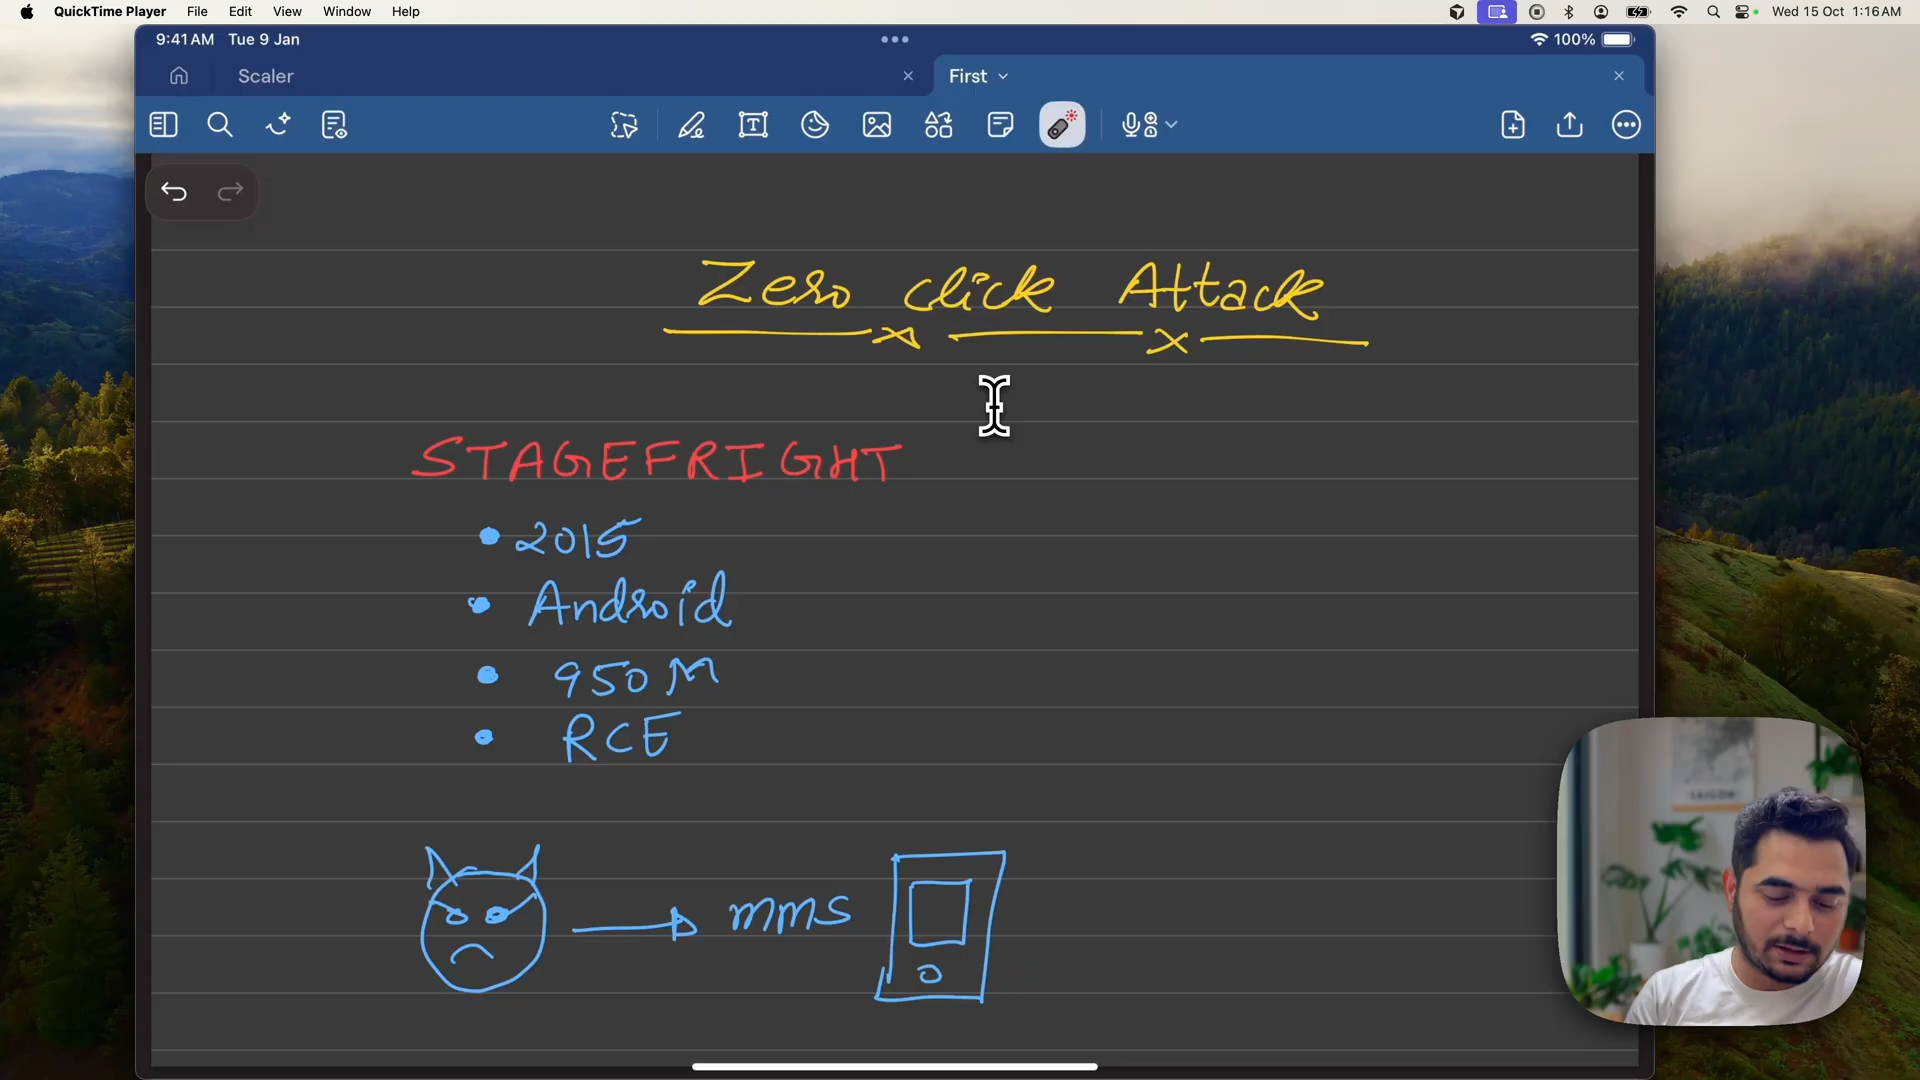 QuickTime Player File Edit View Window Help Wed 15 Oct 1:16 AM
9:41 AM Tue 9 Jan 100%
Scaler First
Zero click Attack
STAGEFRIGHT
• 2015
• Android
• 950 M
• RCE
mms